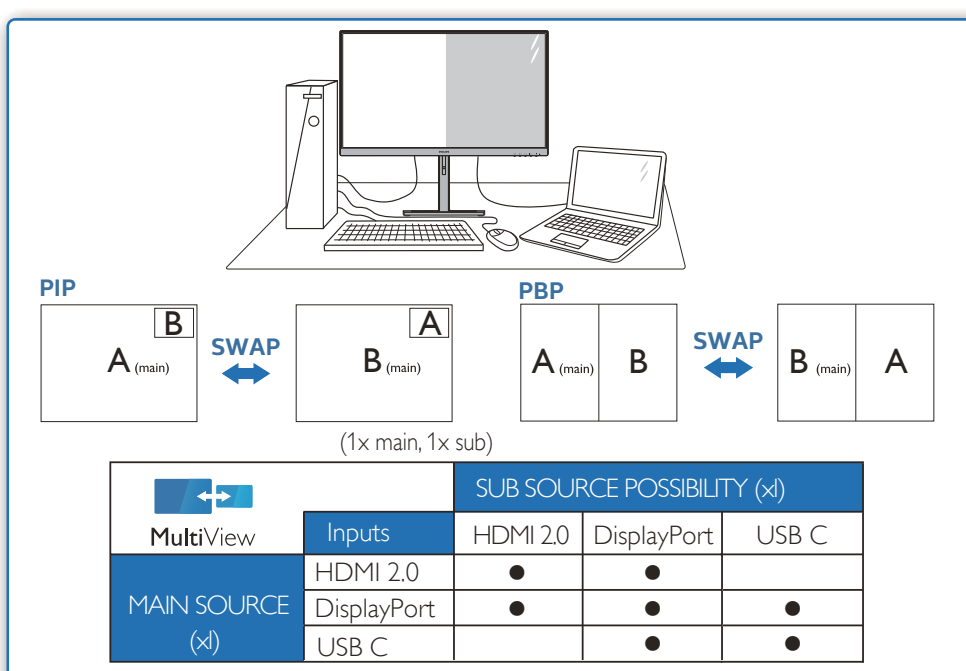 PIP
B
A (main)
SWAP
A
B (main)
PBP
A (main) B
SWAP
B (main) A
(1x main, 1x sub)
MultiView
SUB SOURCE POSSIBILITY (xl)
Inputs HDMI 2.0 DisplayPort USB C
MAIN SOURCE (xl)
HDMI 2.0 ● ●
DisplayPort ● ● ●
USB C ● ●